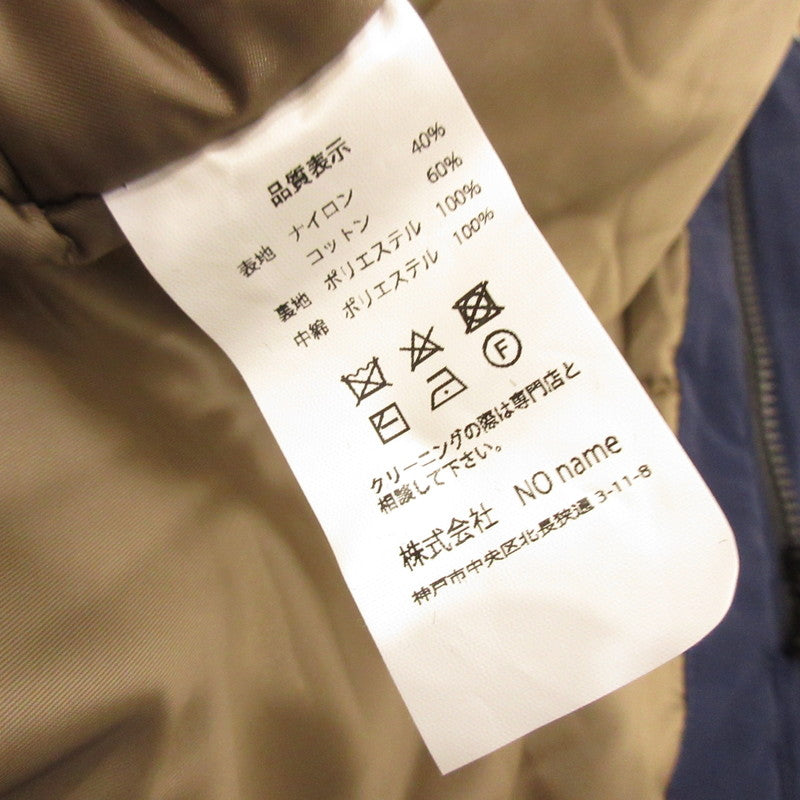 品質表示
表地 ナイロン 40%
コットン 60%
裏地 ポリエステル 100%
中綿 ポリエステル 100%
F
クリーニングの際は専門店と
相談して下さい。
株式会社 NO name
神戸市中央区北長狭通 3-11-8